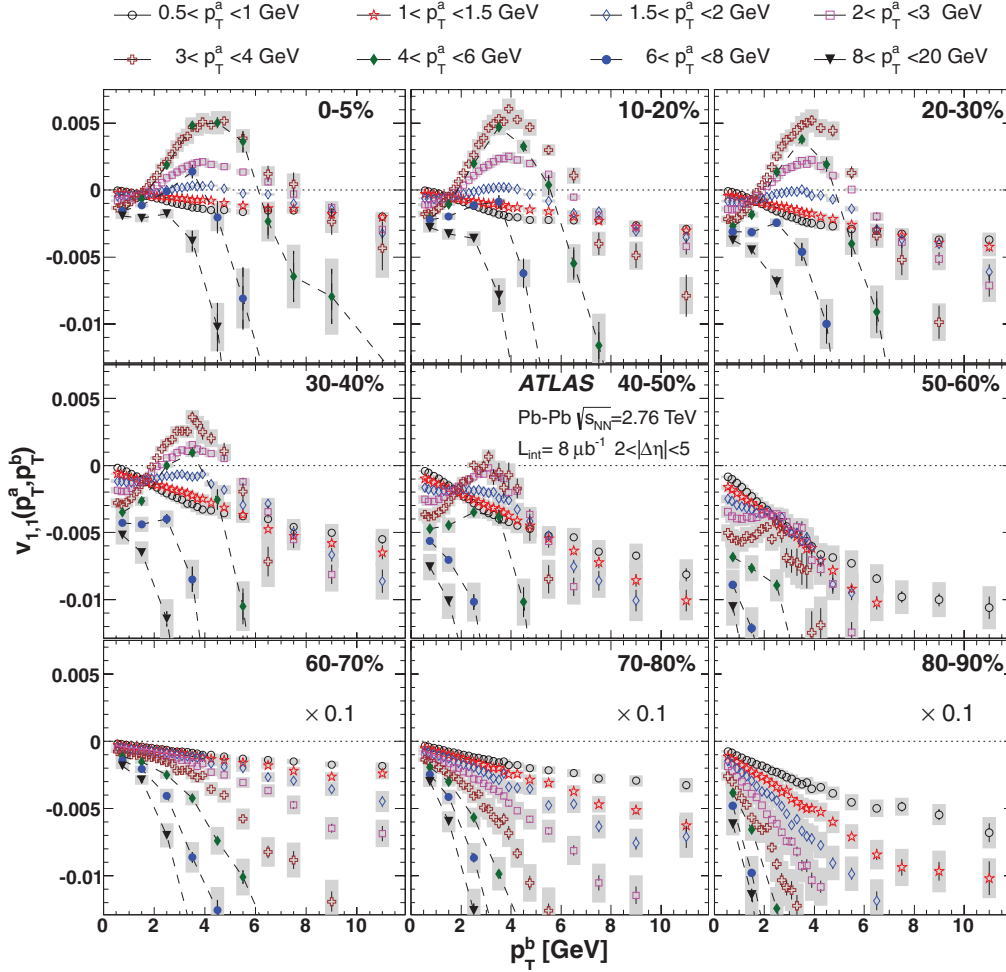 0.5< p_T^a <1 GeV 1< p_T^a <1.5 GeV 1.5< p_T^a <2 GeV 2< p_T^a <3 GeV
3< p_T^a <4 GeV 4< p_T^a <6 GeV 6< p_T^a <8 GeV 8< p_T^a <20 GeV
0-5% 10-20% 20-30%
0.005
0
-0.005
-0.01
30-40% ATLAS 40-50% 50-60%
Pb-Pb √s_NN=2.76 TeV
L_int= 8 μb⁻¹ 2<|Δη|<5
0.005
0
-0.005
-0.01
v_1,1(p_T^a,p_T^b)
60-70% 70-80% 80-90%
× 0.1 × 0.1 × 0.1
0.005
0
-0.005
-0.01
0 2 4 6 8 10 0 2 4 6 8 10 0 2 4 6 8 10
p_T^b [GeV]